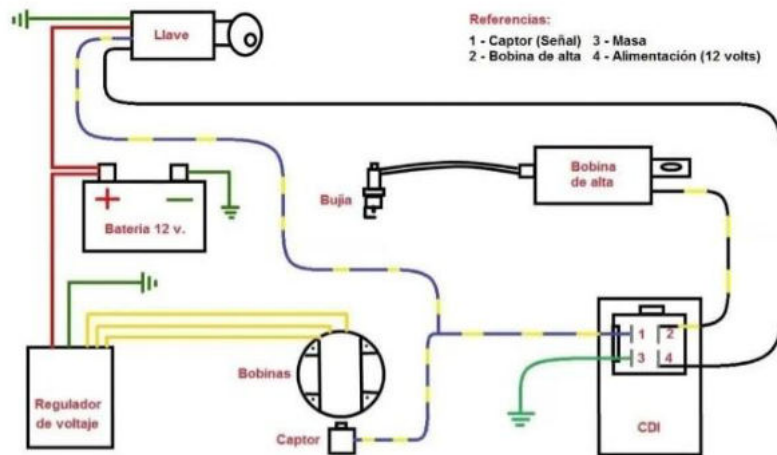 Llave
Referencias:
1 - Captor (Señal) 3 - Masa
2 - Bobina de alta 4 - Alimentación (12 volts)
Bobina
de alta
Bujia
+ −
Bateria 12 v.
1 2
3 4
Bobinas
Regulador
de voltaje
Captor
CDI